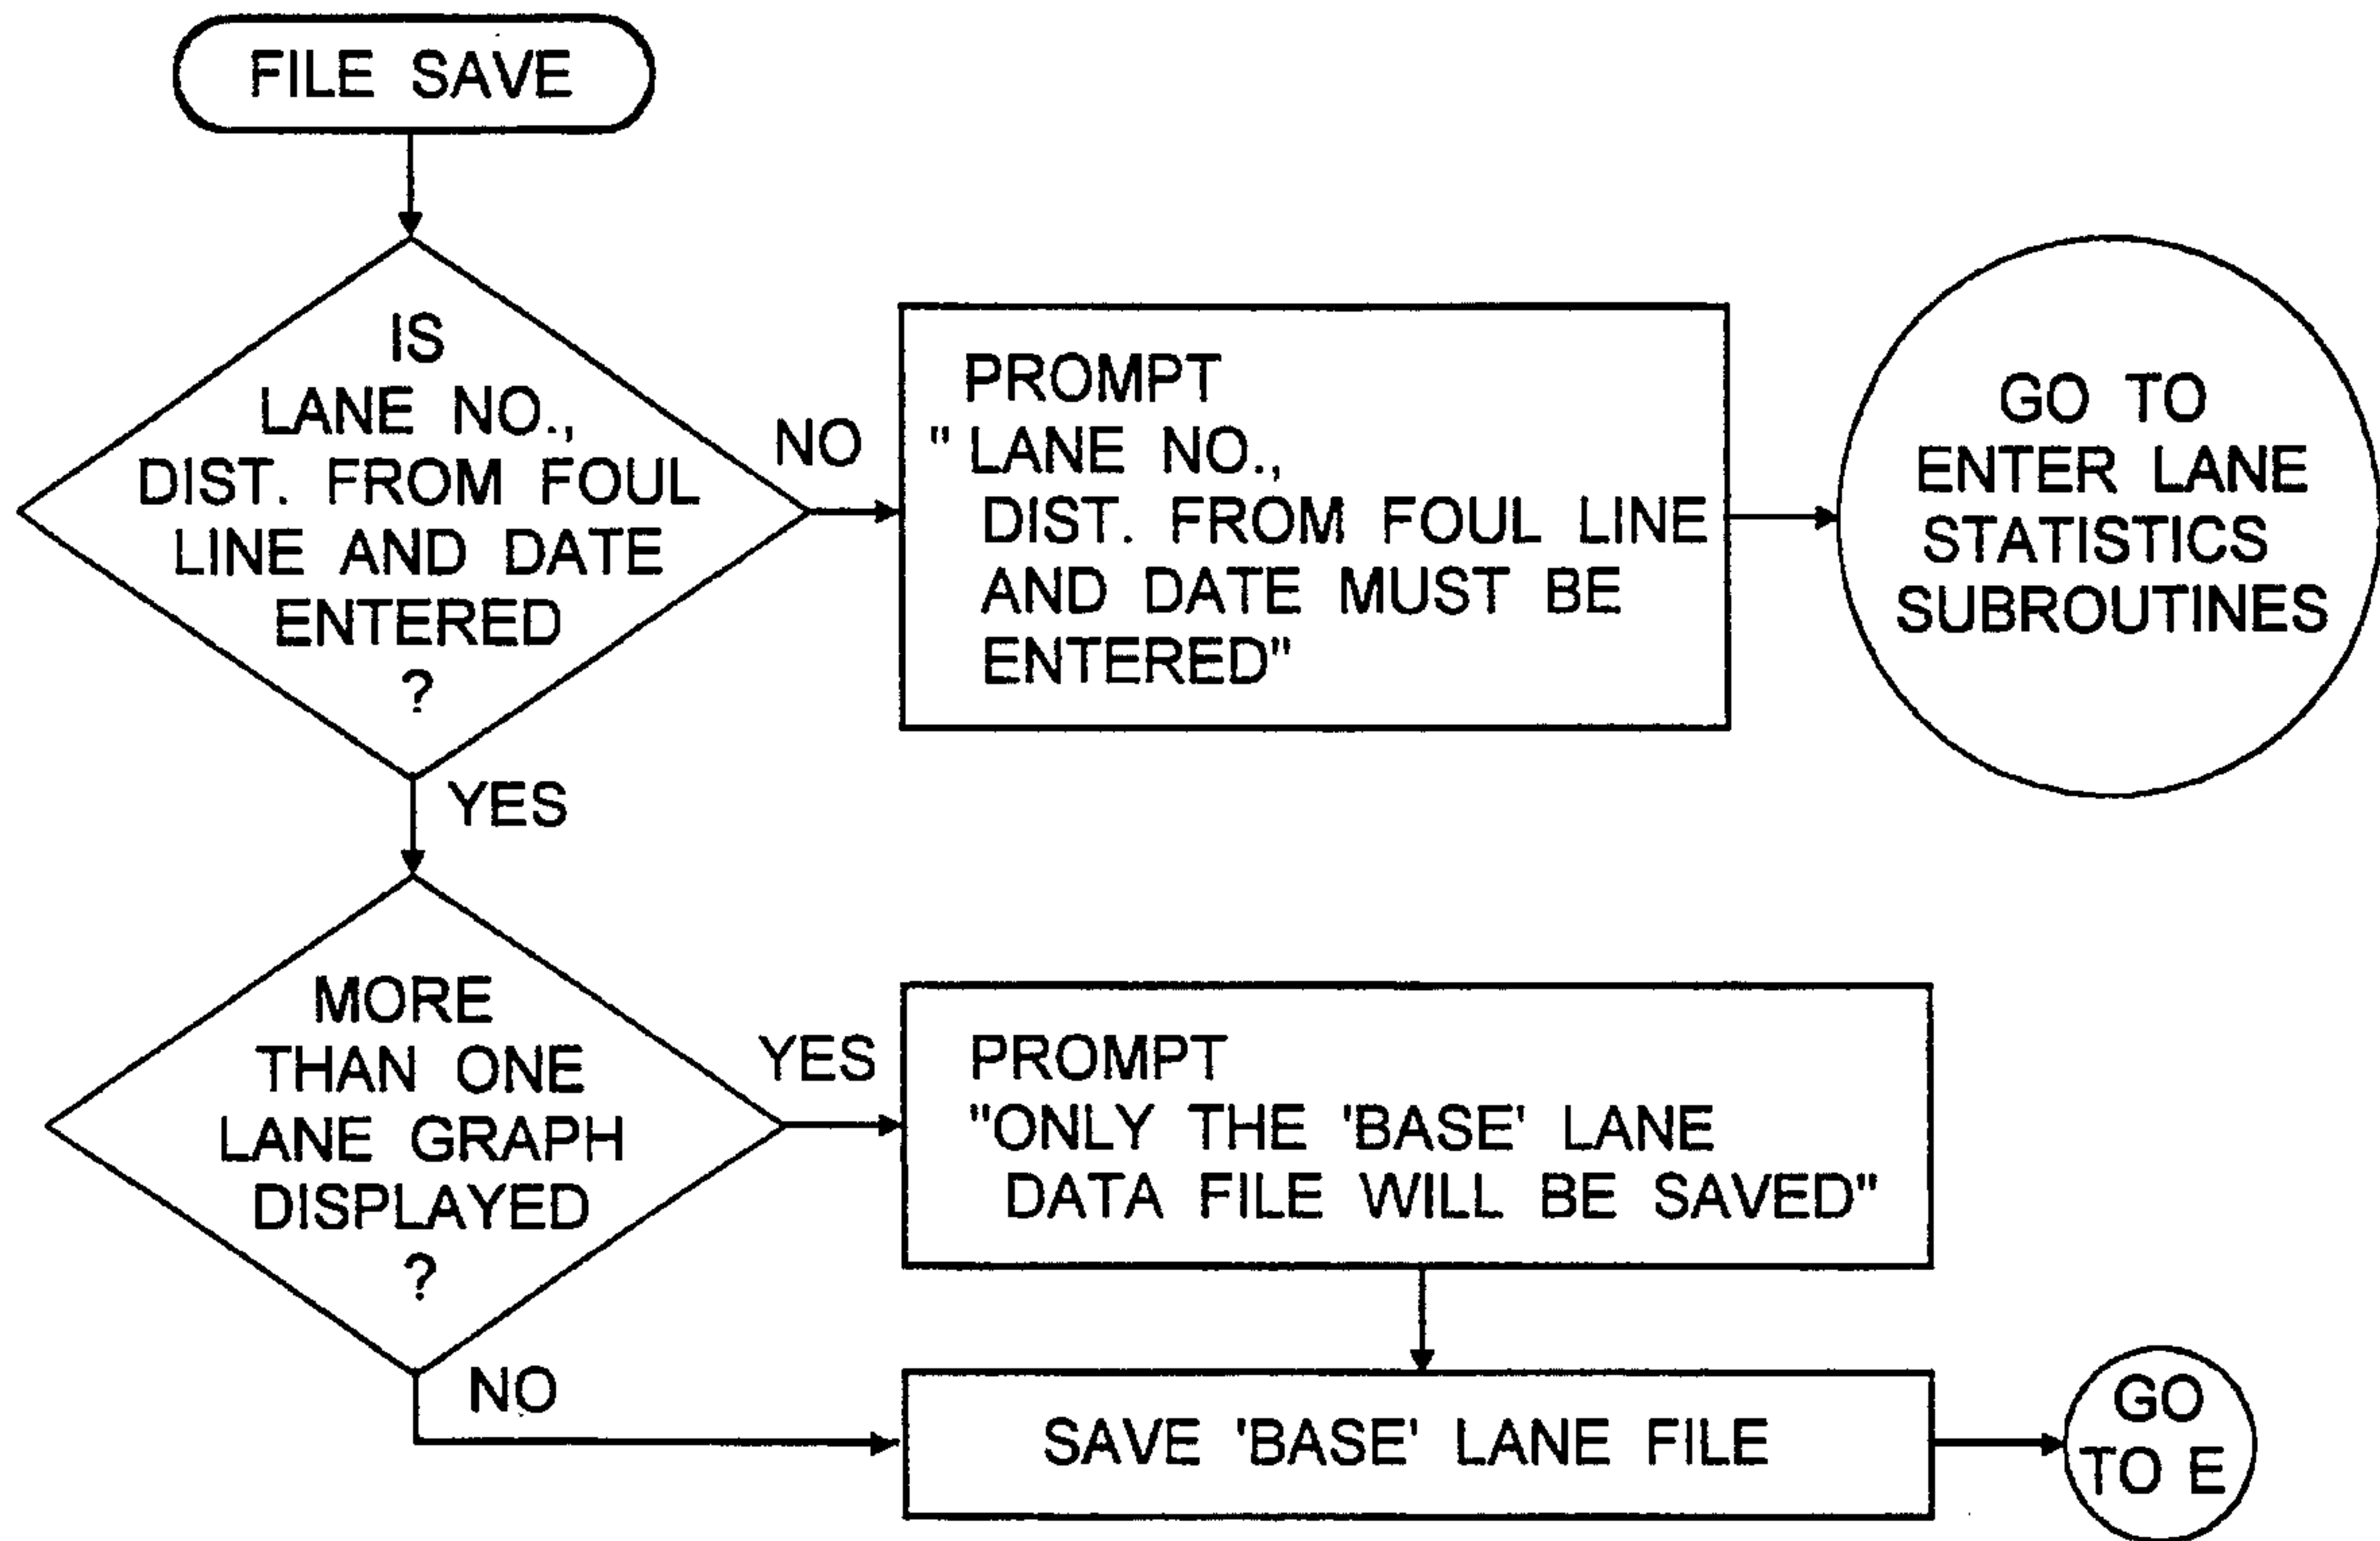 FILE SAVE
IS
LANE NO.,
DIST. FROM FOUL
LINE AND DATE
ENTERED
?
NO
PROMPT
" LANE NO.,
DIST. FROM FOUL LINE
AND DATE MUST BE
ENTERED"
GO TO
ENTER LANE
STATISTICS
SUBROUTINES
YES
MORE
THAN ONE
LANE GRAPH
DISPLAYED
?
YES
PROMPT
"ONLY THE 'BASE' LANE
DATA FILE WILL BE SAVED"
NO
SAVE 'BASE' LANE FILE
GO
TO E